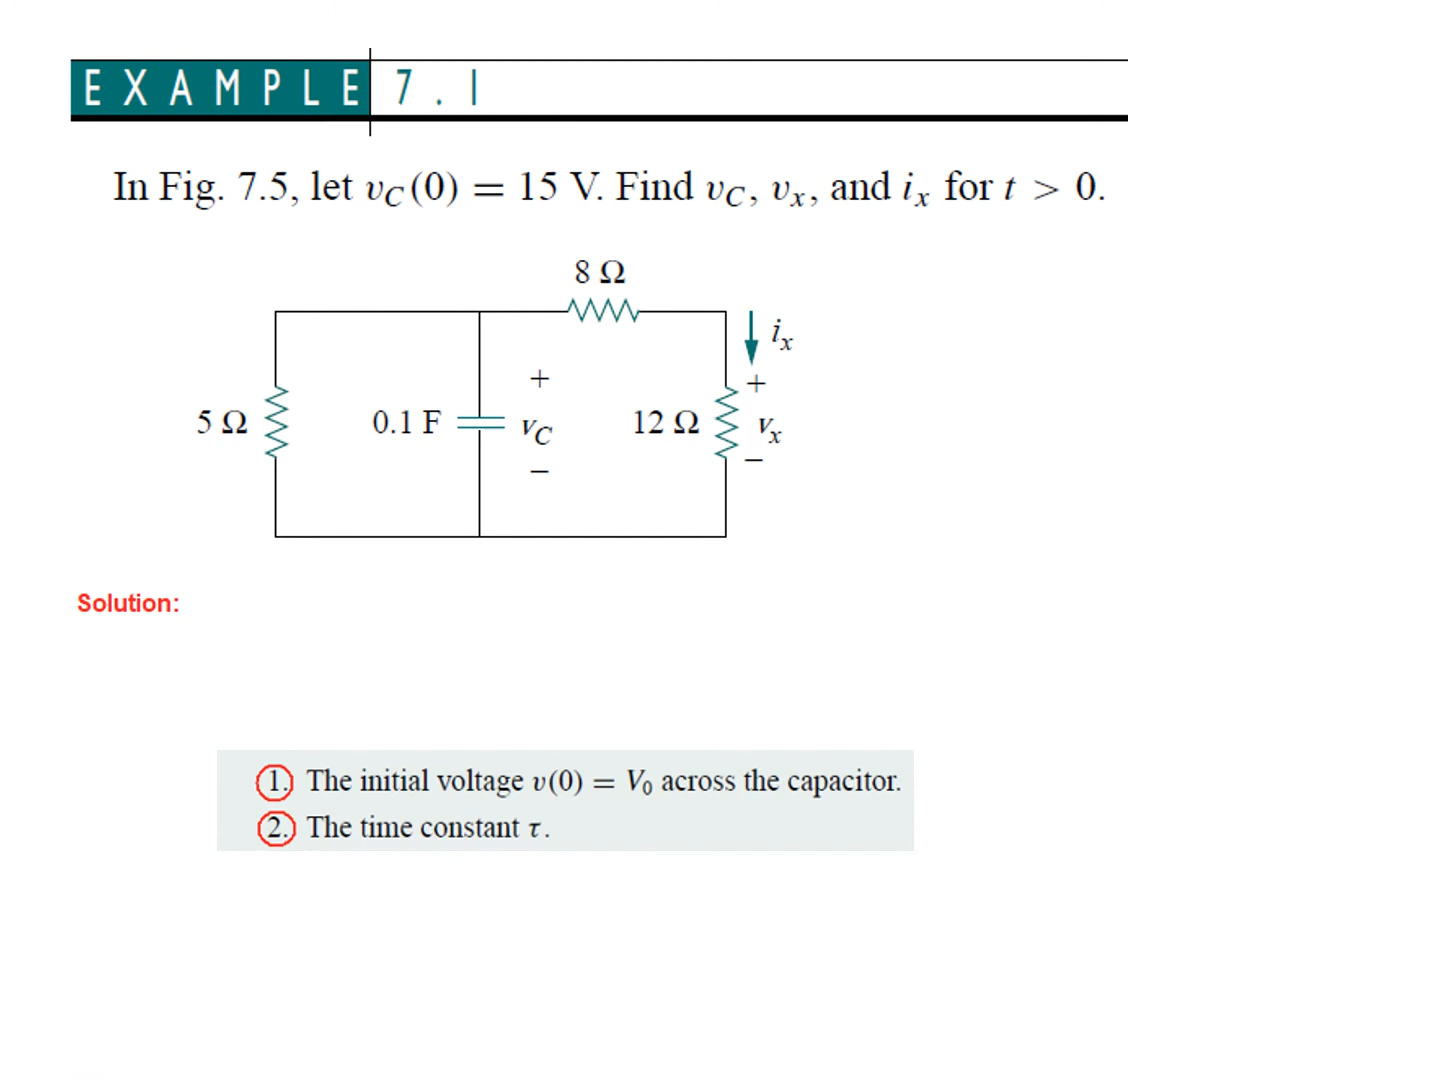 EXAMPLE 7.1
In Fig. 7.5, let v_C(0) = 15 V. Find v_C, v_x, and i_x for t > 0.
8 Ω
i_x
+ +
5 Ω 0.1 F v_C 12 Ω v_x
− −
Solution:
1. The initial voltage v(0) = V_0 across the capacitor.
2. The time constant τ.